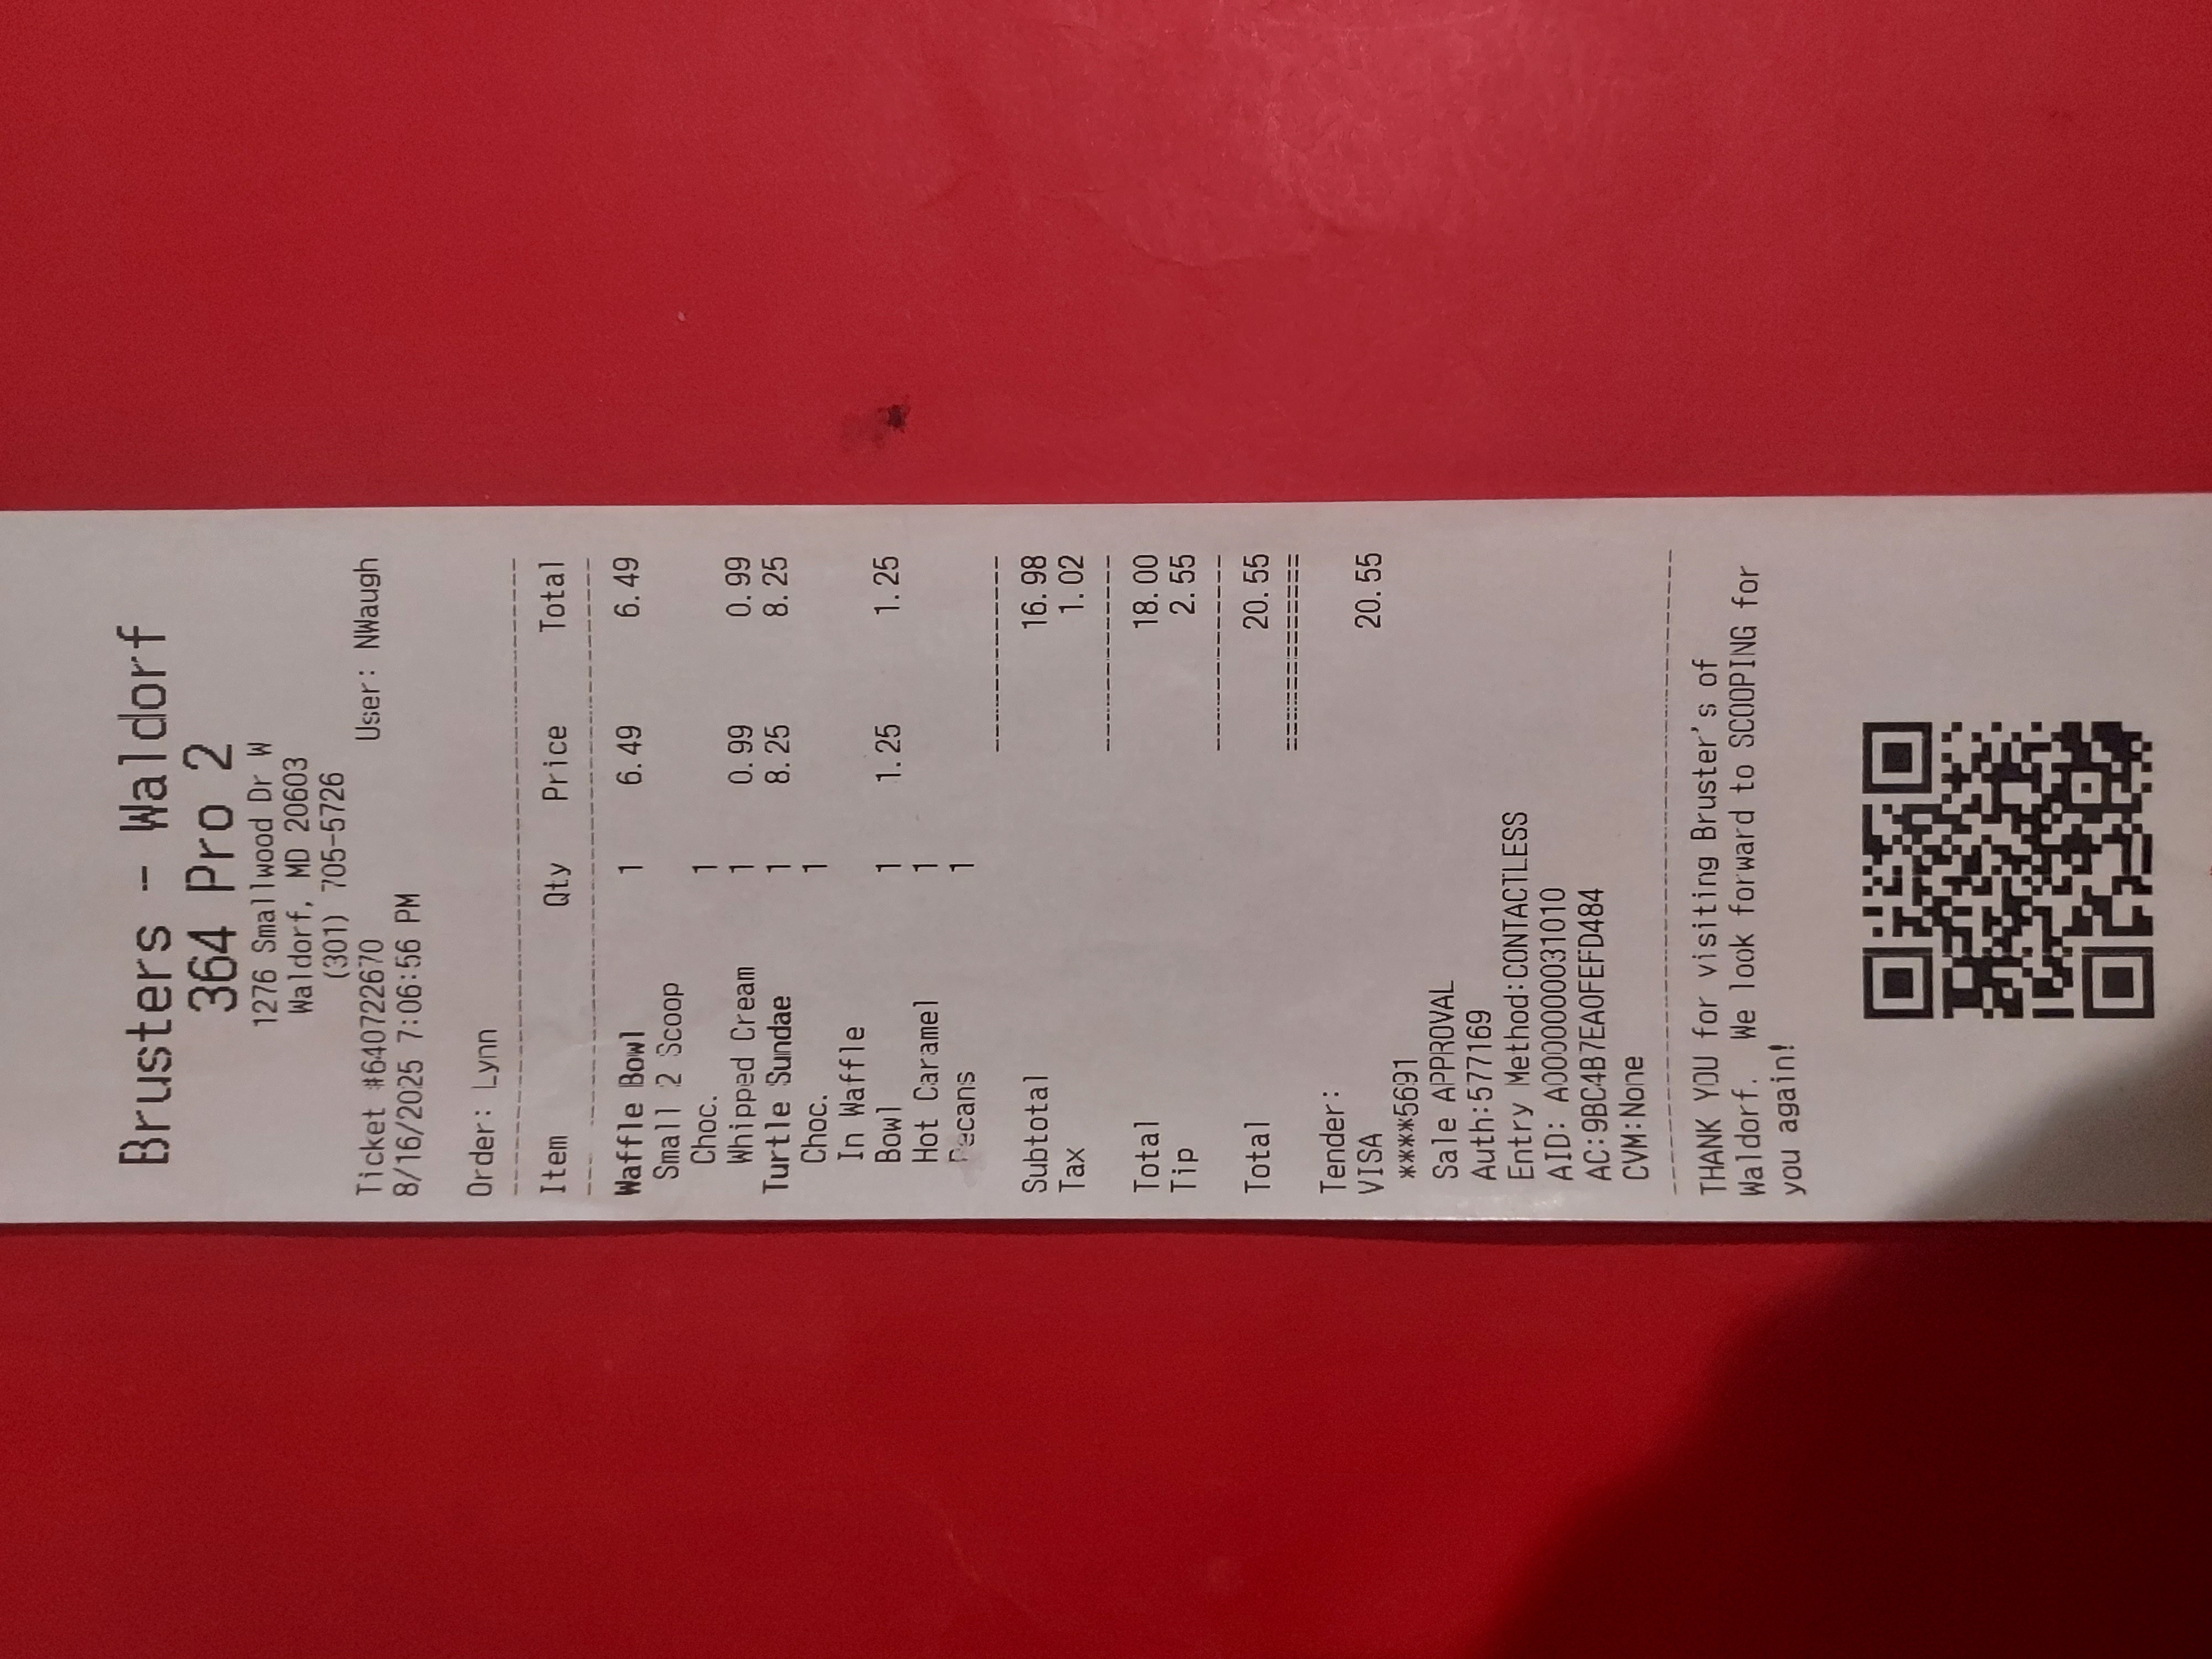 Brusters - Waldorf
364 Pro 2
1276 Smallwood Dr W
Waldorf, MD 20603
(301) 705-5726
Ticket #640722670 User: NWaugh
8/16/2025 7:06:56 PM
Order: Lynn
Item Qty Price Total
Waffle Bowl 1 6.49 6.49
Small 2 Scoop
Choc. 1
Whipped Cream 1 0.99 0.99
Turtle Sundae 1 8.25 8.25
Choc. 1
In Waffle
Bowl 1 1.25 1.25
Hot Caramel 1
Pecans 1
Subtotal 16.98
Tax 1.02
Total 18.00
Tip 2.55
Total 20.55
Tender:
VISA 20.55
****5691
Sale APPROVAL
Auth:577169
Entry Method:CONTACTLESS
AID: A0000000031010
AC:9BC4B7EA0FEFD484
CVM:None
THANK YOU for visiting Bruster's of
Waldorf. We look forward to SCOOPING for
you again!